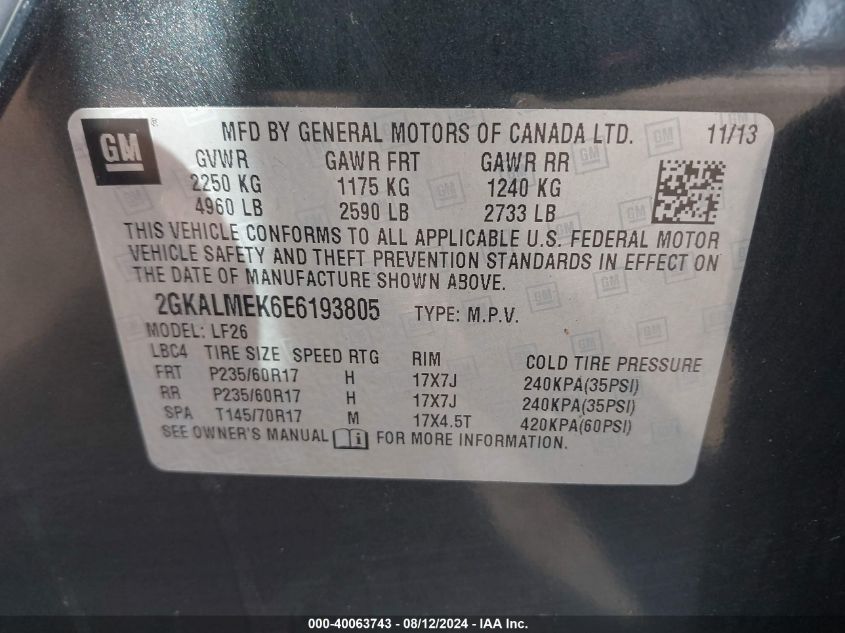 GM ® MFD BY GENERAL MOTORS OF CANADA LTD. 11/13
GVWR GAWR FRT GAWR RR
2250 KG 1175 KG 1240 KG
4960 LB 2590 LB 2733 LB
THIS VEHICLE CONFORMS TO ALL APPLICABLE U.S. FEDERAL MOTOR
VEHICLE SAFETY AND THEFT PREVENTION STANDARDS IN EFFECT ON
THE DATE OF MANUFACTURE SHOWN ABOVE.
2GKALMEK6E6193805 TYPE: M.P.V.
MODEL: LF26
LBC4 TIRE SIZE SPEED RTG RIM COLD TIRE PRESSURE
FRT P235/60R17 H 17X7J 240KPA(35PSI)
RR P235/60R17 H 17X7J 240KPA(35PSI)
SPA T145/70R17 M 17X4.5T 420KPA(60PSI)
SEE OWNER'S MANUAL FOR MORE INFORMATION.
000-40063743 - 08/12/2024 - IAA Inc.